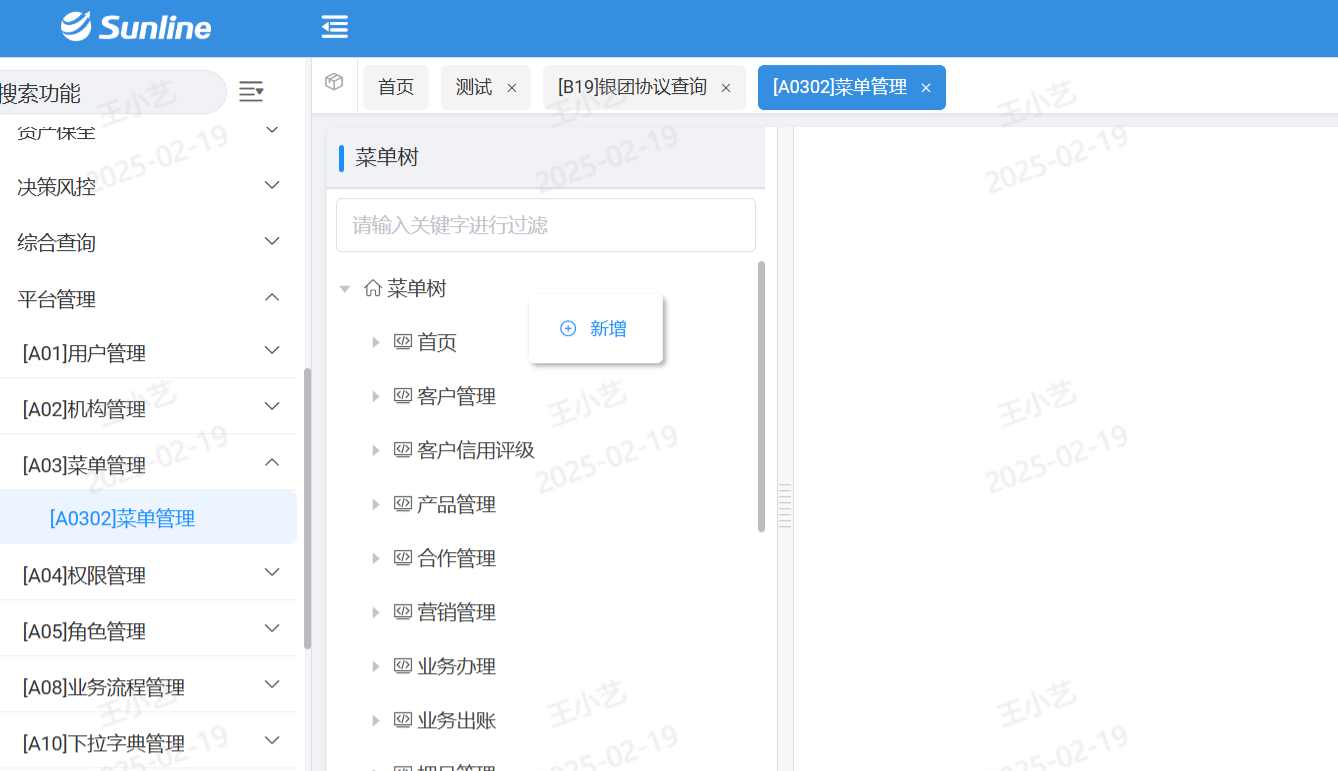 Sunline
搜索功能
首页
测试 ×
[B19]银团协议查询 ×
[A0302]菜单管理 ×
资产保全
决策风控
综合查询
平台管理
[A01]用户管理
[A02]机构管理
[A03]菜单管理
[A0302]菜单管理
[A04]权限管理
[A05]角色管理
[A08]业务流程管理
[A10]下拉字典管理
菜单树
请输入关键字进行过滤
菜单树
新增
首页
客户管理
客户信用评级
产品管理
合作管理
营销管理
业务办理
业务出账
押品管理
王小艺
2025-02-19
王小艺
2025-02-19
王小艺
2025-02-19
王小艺
2025-02-19
王小艺
2025-02-19
王小艺
2025-02-19
王小艺
2025-02-19
王小艺
2025-02-19
王小艺
2025-02-19